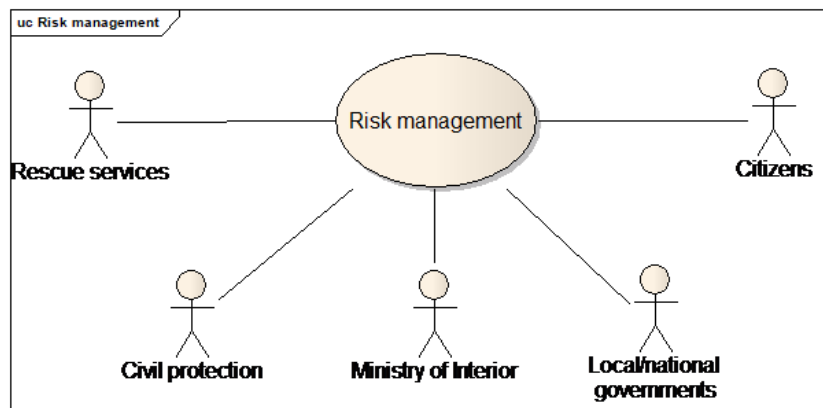 uc Risk management
Risk management
Rescue services
Citizens
Civil protection
Ministry of Interior
Local/national
governments